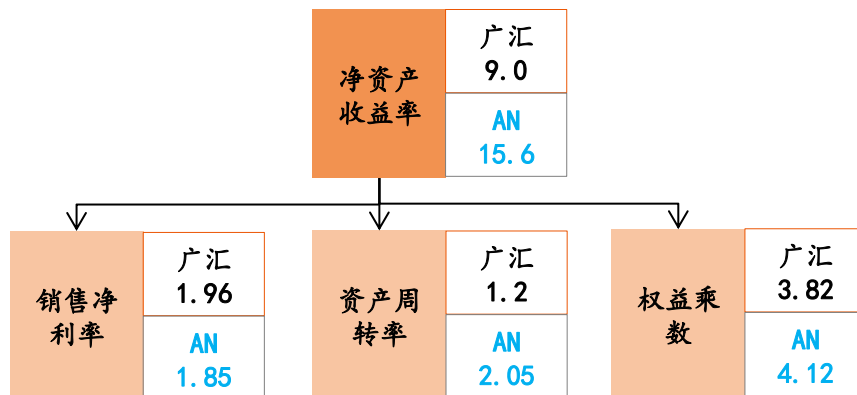 净资产
收益率
广汇
9.0
AN
15.6
销售净
利率
广汇
1.96
AN
1.85
资产周
转率
广汇
1.2
AN
2.05
权益乘
数
广汇
3.82
AN
4.12